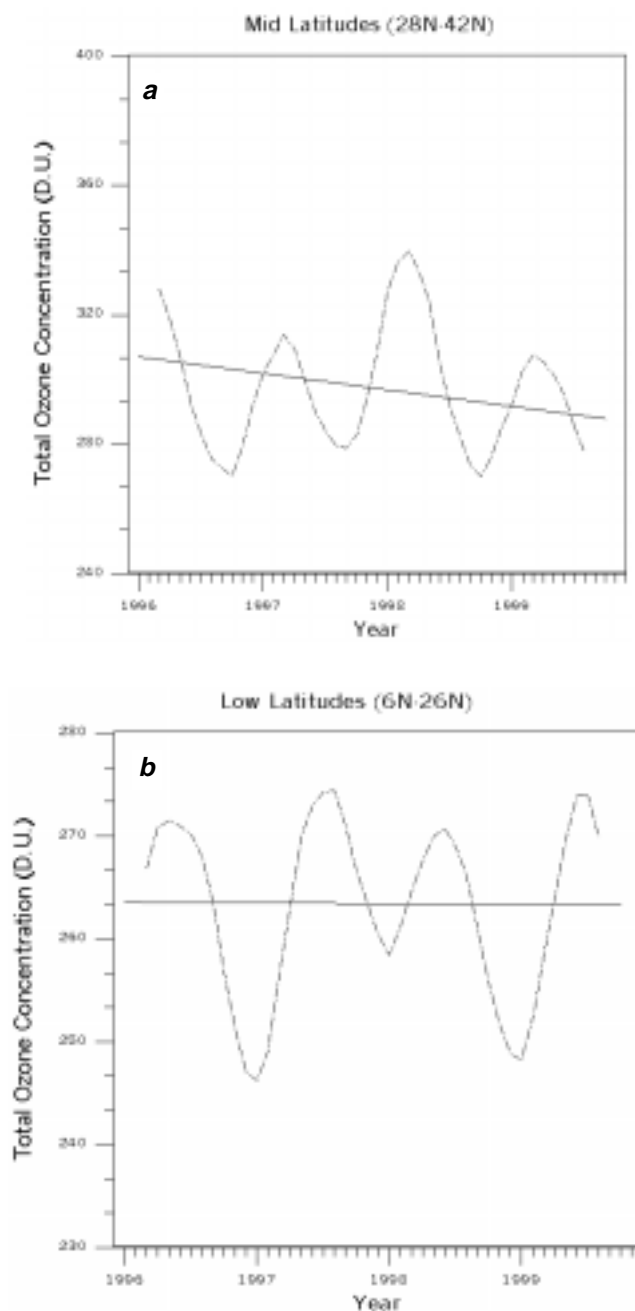 Mid Latitudes (28N-42N)
a
400
360
320
280
240
Total Ozone Concentration (D.U.)
1996 1997 1998 1999
Year
Low Latitudes (6N-26N)
b
280
270
260
250
240
230
Total Ozone Concentration (D.U.)
1996 1997 1998 1999
Year